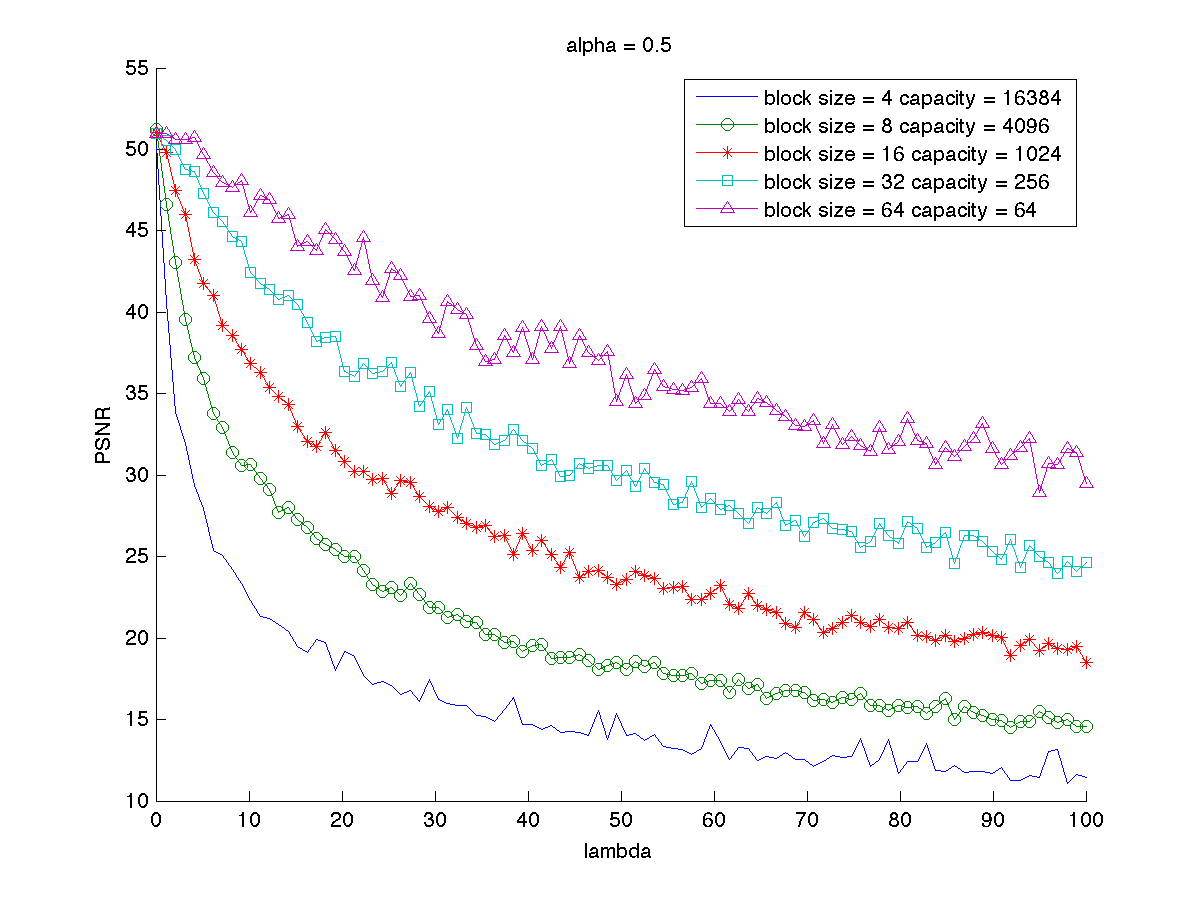 alpha = 0.5
block size = 4 capacity = 16384
block size = 8 capacity = 4096
block size = 16 capacity = 1024
block size = 32 capacity = 256
block size = 64 capacity = 64
PSNR
55
50
45
40
35
30
25
20
15
10
0 10 20 30 40 50 60 70 80 90 100
lambda